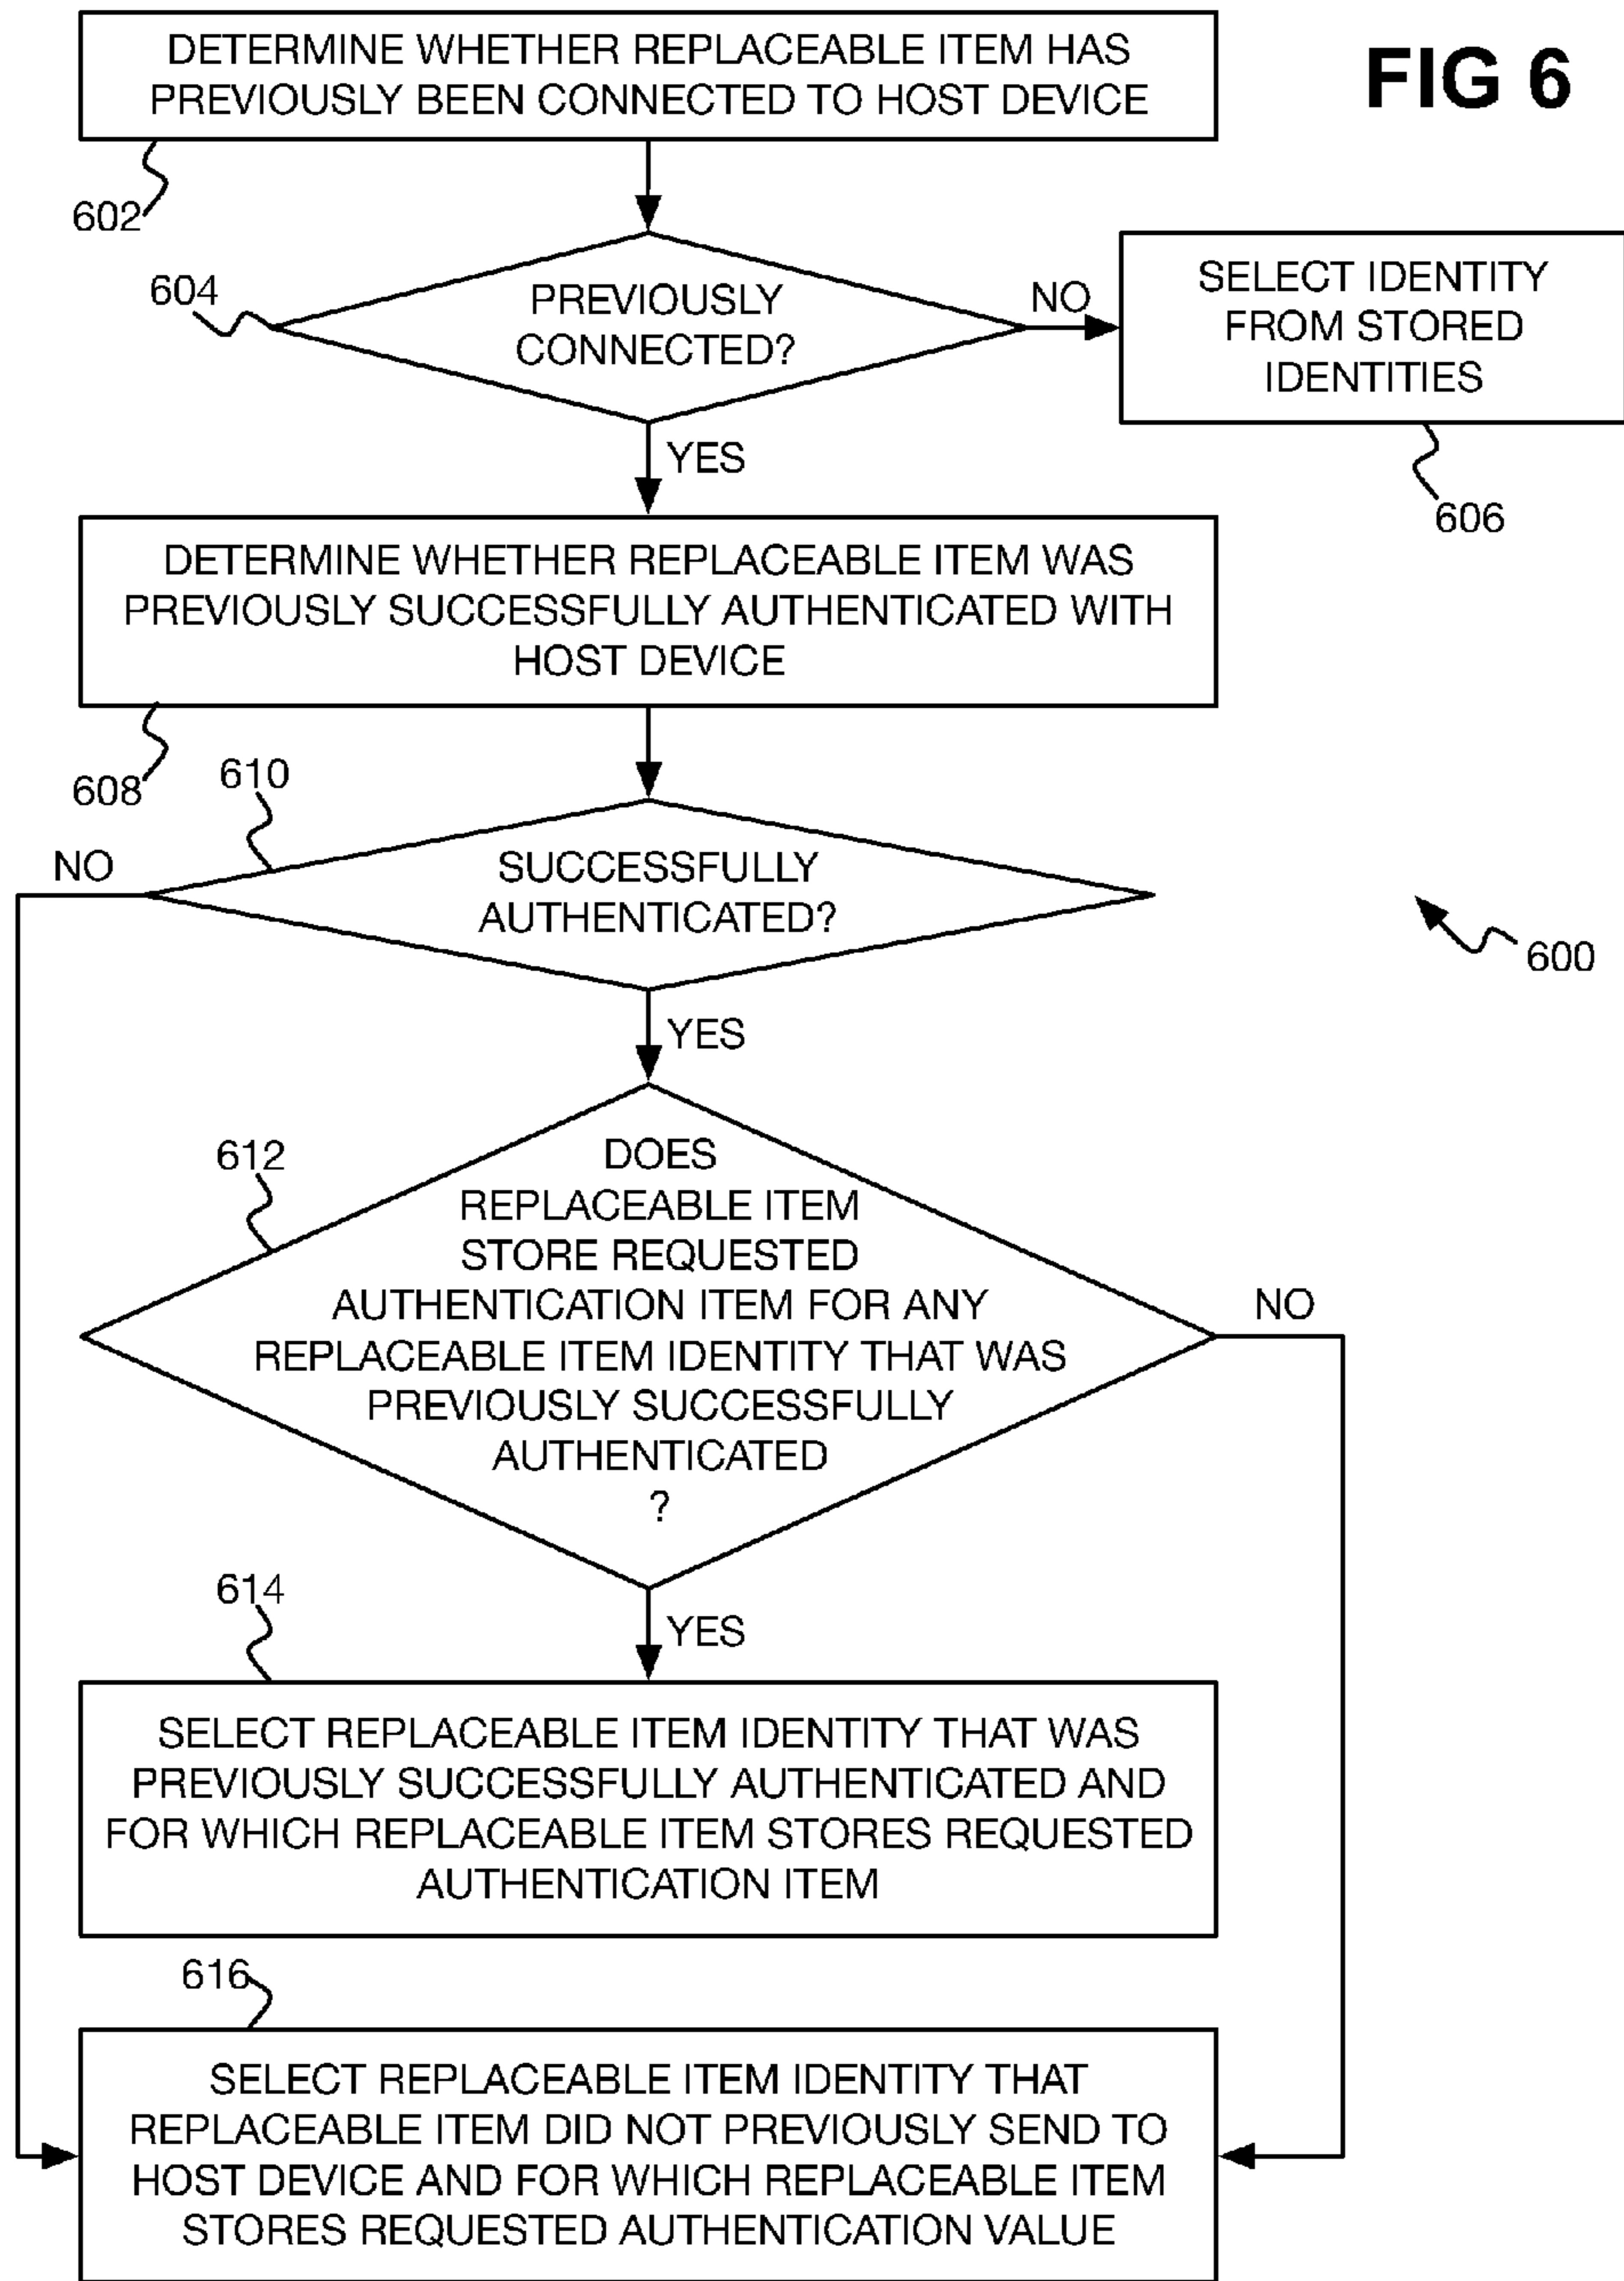 DETERMINE WHETHER REPLACEABLE ITEM HAS
PREVIOUSLY BEEN CONNECTED TO HOST DEVICE
FIG 6
602
604
PREVIOUSLY
CONNECTED?
NO
SELECT IDENTITY
FROM STORED
IDENTITIES
606
YES
DETERMINE WHETHER REPLACEABLE ITEM WAS
PREVIOUSLY SUCCESSFULLY AUTHENTICATED WITH
HOST DEVICE
608
610
NO
SUCCESSFULLY
AUTHENTICATED?
600
YES
612
DOES
REPLACEABLE ITEM
STORE REQUESTED
AUTHENTICATION ITEM FOR ANY
REPLACEABLE ITEM IDENTITY THAT WAS
PREVIOUSLY SUCCESSFULLY
AUTHENTICATED
?
NO
614
YES
SELECT REPLACEABLE ITEM IDENTITY THAT WAS
PREVIOUSLY SUCCESSFULLY AUTHENTICATED AND
FOR WHICH REPLACEABLE ITEM STORES REQUESTED
AUTHENTICATION ITEM
616
SELECT REPLACEABLE ITEM IDENTITY THAT
REPLACEABLE ITEM DID NOT PREVIOUSLY SEND TO
HOST DEVICE AND FOR WHICH REPLACEABLE ITEM
STORES REQUESTED AUTHENTICATION VALUE